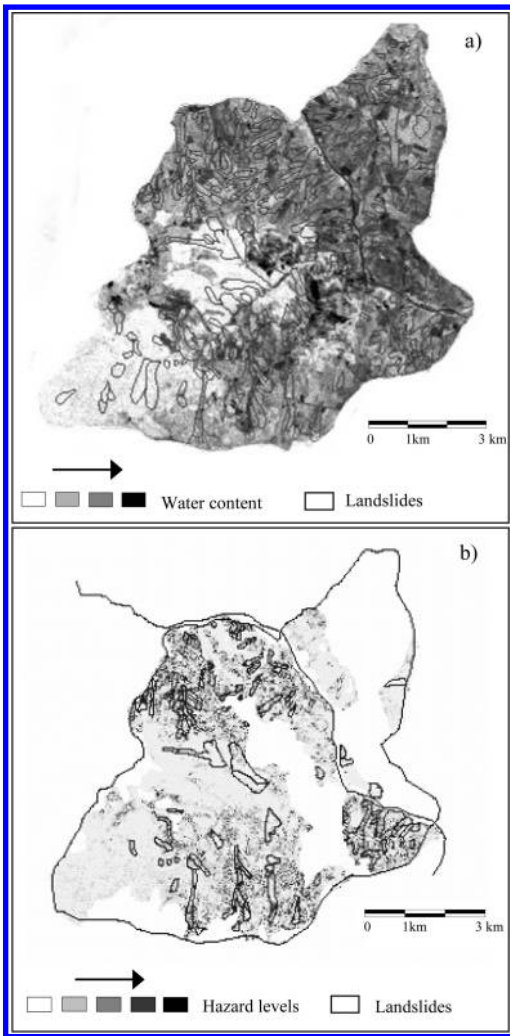 a)
0 1km 3 km
Water content Landslides
b)
0 1km 3 km
Hazard levels Landslides